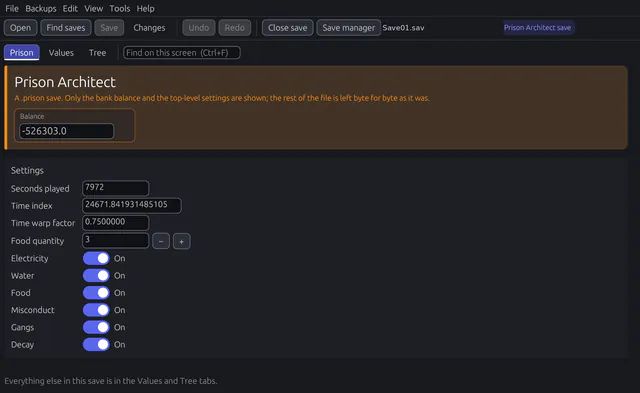 File Backups Edit View Tools Help
Open Find saves Save Changes Undo Redo Close save Save manager Save01.sav Prison Architect save
Prison Values Tree Find on this screen (Ctrl+F)
Prison Architect
A .prison save. Only the bank balance and the top-level settings are shown; the rest of the file is left byte for byte as it was.
Balance
-526303.0
Settings
Seconds played 7972
Time index 24671.841931485105
Time warp factor 0.7500000
Food quantity 3 − +
Electricity On
Water On
Food On
Misconduct On
Gangs On
Decay On
Everything else in this save is in the Values and Tree tabs.